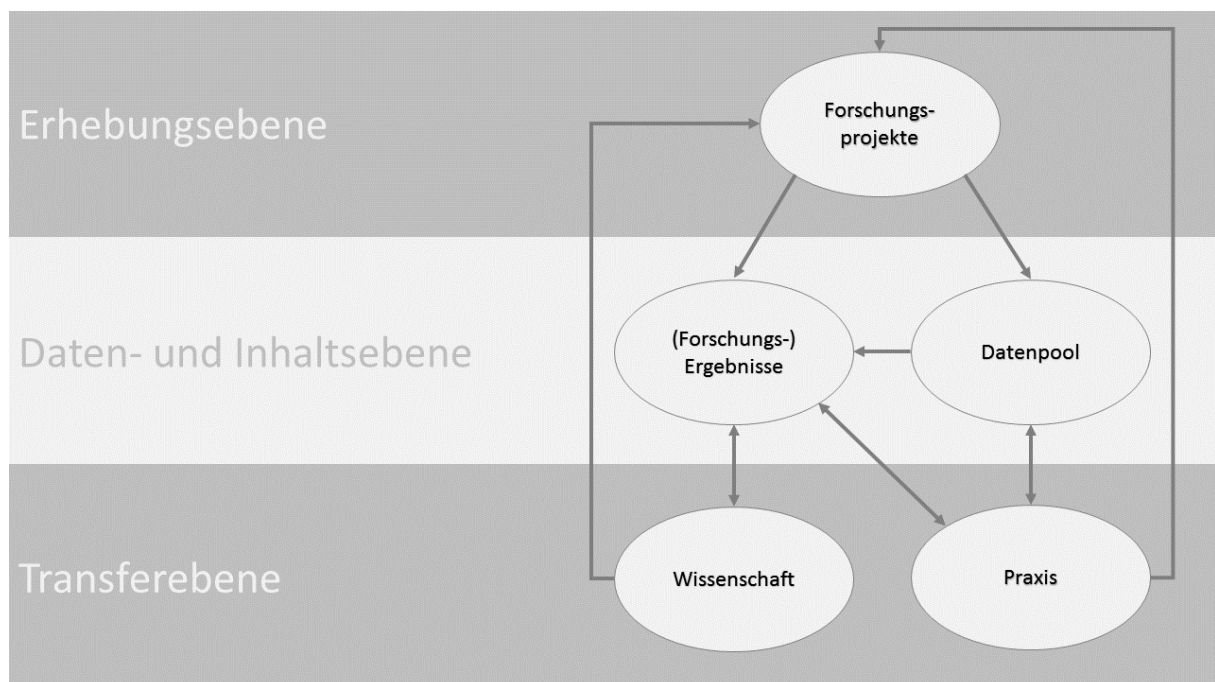 Erhebungsebene
Forschungs-
projekte
Daten- und Inhaltsebene
(Forschungs-)
Ergebnisse
Datenpool
Transferebene
Wissenschaft
Praxis